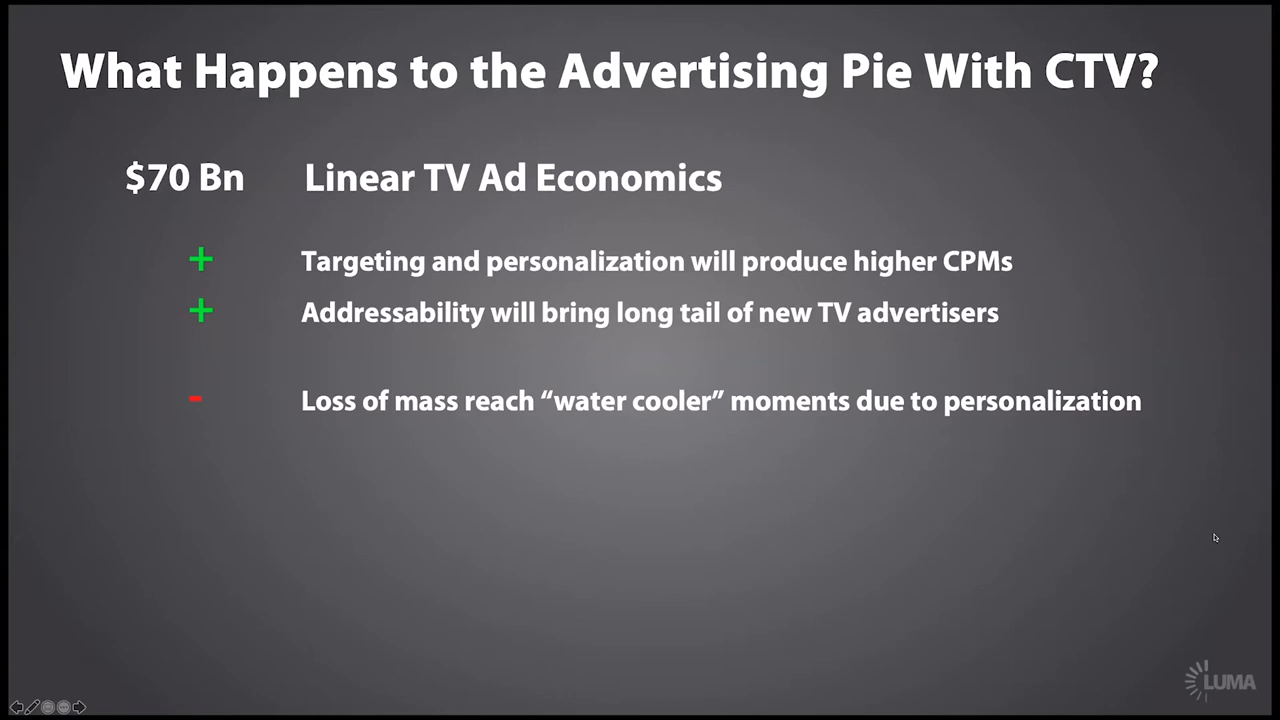 What Happens to the Advertising Pie With CTV?
$70 Bn Linear TV Ad Economics
+ Targeting and personalization will produce higher CPMs
+ Addressability will bring long tail of new TV advertisers
- Loss of mass reach “water cooler” moments due to personalization
LUMA